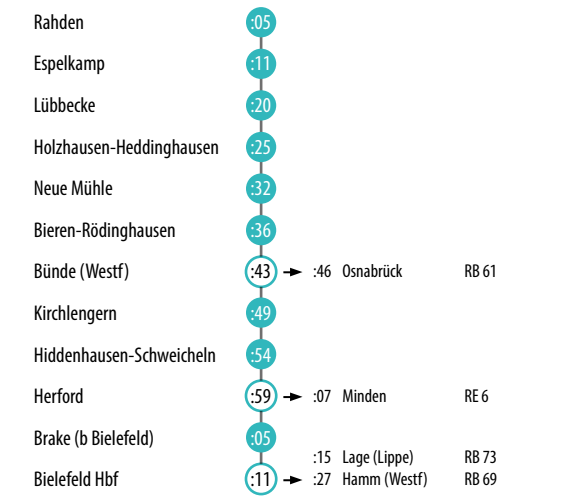 Rahden :05
Espelkamp :11
Lübbecke :20
Holzhausen-Heddinghausen :25
Neue Mühle :32
Bieren-Rödinghausen :36
Bünde (Westf) :43 :46 Osnabrück RB 61
Kirchlengern :49
Hiddenhausen-Schweicheln :54
Herford :59 :07 Minden RE 6
Brake (b Bielefeld) :05
:15 Lage (Lippe) RB 73
Bielefeld Hbf :11 :27 Hamm (Westf) RB 69